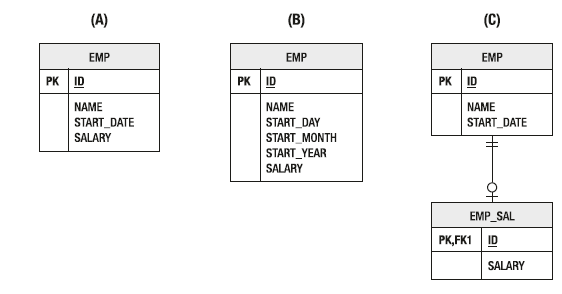 (A)
EMP
PK ID
NAME
START_DATE
SALARY
(B)
EMP
PK ID
NAME
START_DAY
START_MONTH
START_YEAR
SALARY
(C)
EMP
PK ID
NAME
START_DATE
EMP_SAL
PK,FK1 ID
SALARY